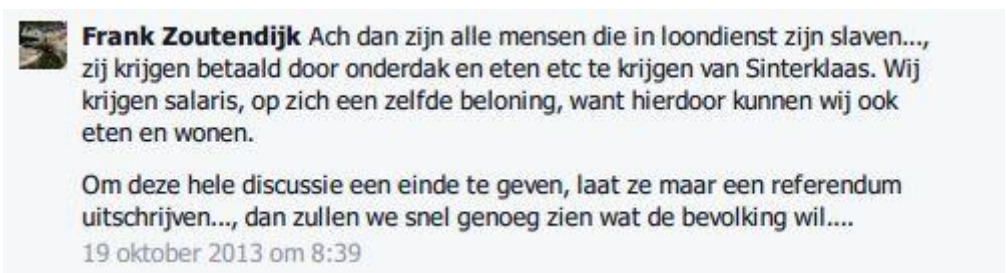 Frank Zoutendijk Ach dan zijn alle mensen die in loondienst zijn slaven...,
zij krijgen betaald door onderdak en eten etc te krijgen van Sinterklaas. Wij
krijgen salaris, op zich een zelfde beloning, want hierdoor kunnen wij ook
eten en wonen.
Om deze hele discussie een einde te geven, laat ze maar een referendum
uitschrijven..., dan zullen we snel genoeg zien wat de bevolking wil....
19 oktober 2013 om 8:39